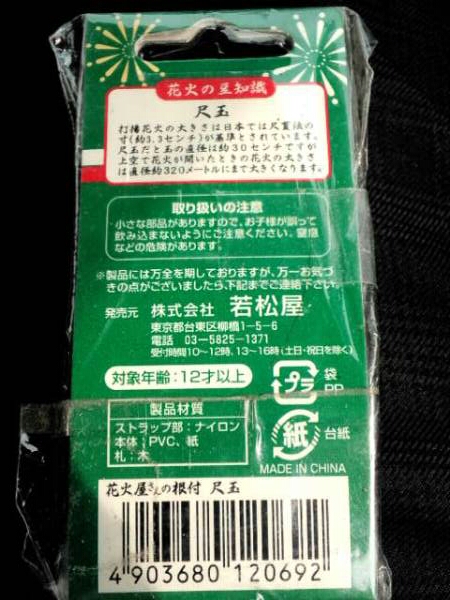 花火の豆知識
尺玉
打揚花火の大きさは日本では尺貫法の
寸(約3.3センチ)が基準とされています。
尺玉だと玉の直径は約30センチですが
上空で花火が開いたときの花火の大きさ
は直径約320メートルにまで大きくなります。
取り扱いの注意
小さな部品がありますので、お子様が誤って
飲み込まないようにご注意ください。窒息
などの危険があります。
※製品には万全を期しておりますが、万一お気づ
きの点がございましたら、下記までご連絡下さい。
発売元 株式会社 若松屋
東京都台東区柳橋1-5-6
電話 03-5825-1371
受付時間10~12時、13~16時(土日・祝日を除く)
対象年齢:12才以上
プラ 袋 PP
製品材質
ストラップ部:ナイロン
本体:PVC、紙
札:木
紙 台紙
MADE IN CHINA
花火屋さんの根付 尺玉
4 903680 120692